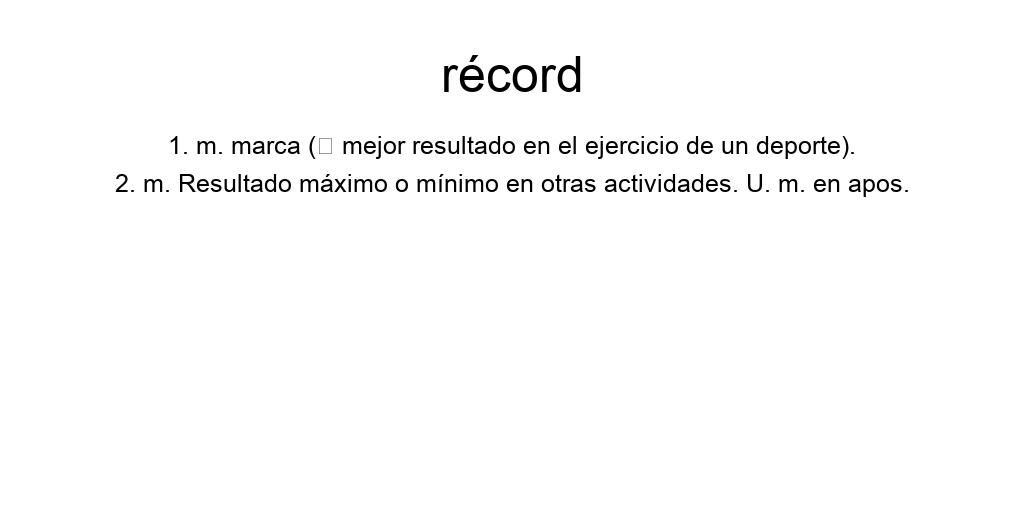 récord
1. m. marca (□ mejor resultado en el ejercicio de un deporte).
2. m. Resultado máximo o mínimo en otras actividades. U. m. en apos.